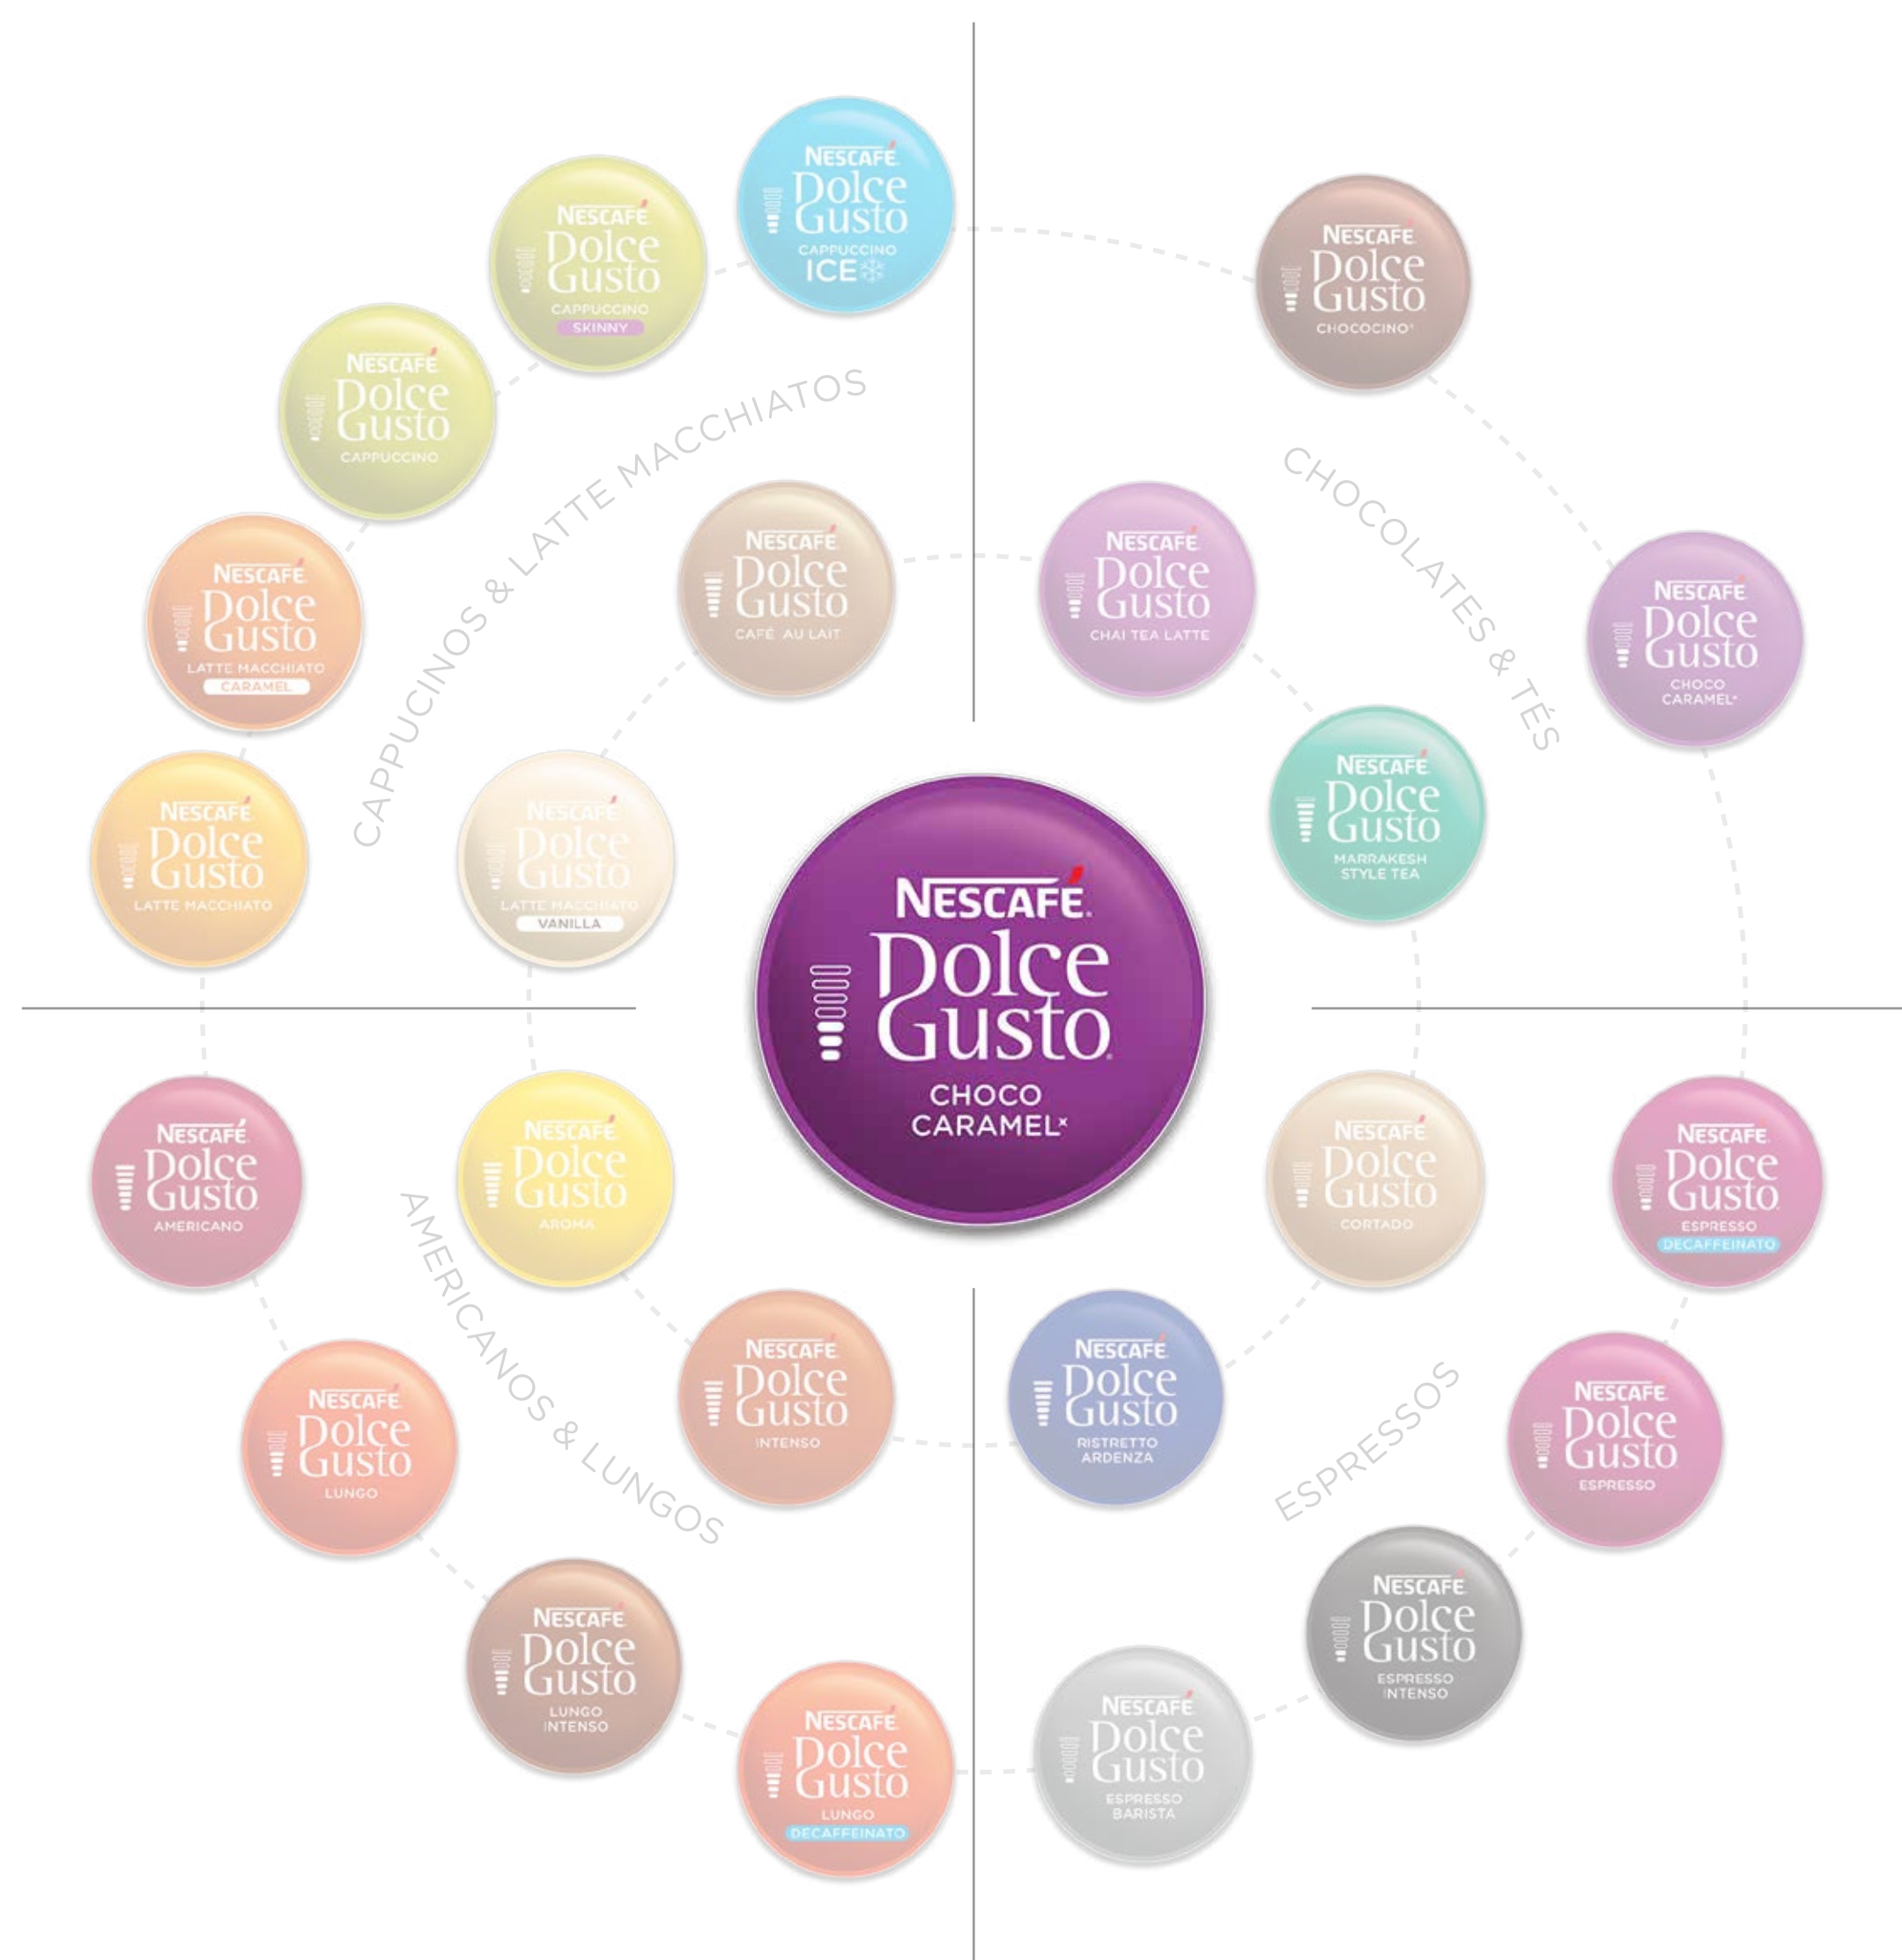 NESCAFÉ.
Dolce
Gusto
CAPPUCCINO
ICE
NESCAFÉ
Dolce
Gusto
CAPPUCCINO
SKINNY
NESCAFÉ
Dolce
Gusto
CAPPUCCINO
NESCAFÉ
Dolce
Gusto
LATTE MACCHIATO
CARAMEL
NESCAFÉ
Dolce
Gusto
LATTE MACCHIATO
CAPPUCINOS & LATTE MACCHIATOS
NESCAFÉ
Dolce
Gusto
CAFÉ AU LAIT
NESCAFÉ
Dolce
Gusto
LATTE MACCHIATO
VANILLA
NESCAFÉ
Dolce
Gusto
CHOCOCINO*
CHOCOLATES & TÉS
NESCAFÉ
Dolce
Gusto
CHAI TEA LATTE
NESCAFÉ
Dolce
Gusto
CHOCO
CARAMEL*
NESCAFÉ
Dolce
Gusto
MARRAKESH
STYLE TEA
NESCAFÉ.
Dolce
Gusto
CHOCO
CARAMEL*
NESCAFÉ
Dolce
Gusto
AMERICANO
NESCAFÉ
Dolce
Gusto
AROMA
AMERICANOS & LUNGOS
NESCAFÉ
Dolce
Gusto
LUNGO
NESCAFÉ
Dolce
Gusto
INTENSO
NESCAFÉ
Dolce
Gusto
LUNGO
INTENSO
NESCAFÉ
Dolce
Gusto
LUNGO
DECAFFEINATO
NESCAFÉ
Dolce
Gusto
CORTADO
NESCAFÉ
Dolce
Gusto
ESPRESSO
DECAFFEINATO
NESCAFÉ
Dolce
Gusto
RISTRETTO
ARDENZA
ESPRESSOS
NESCAFÉ
Dolce
Gusto
ESPRESSO
NESCAFÉ
Dolce
Gusto
ESPRESSO
INTENSO
NESCAFÉ
Dolce
Gusto
ESPRESSO
BARISTA